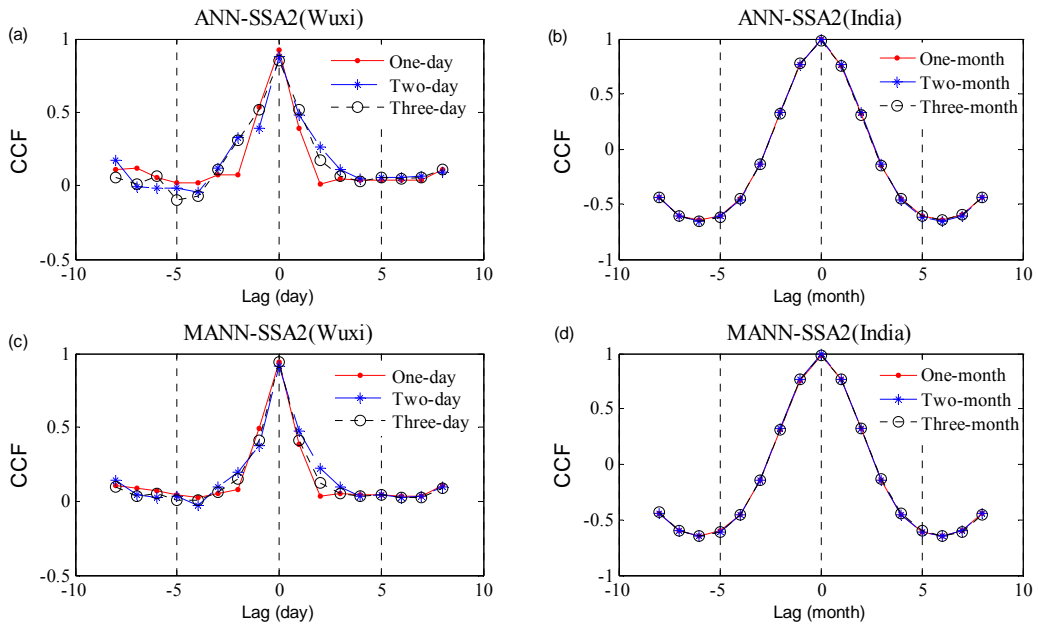 ANN-SSA2(Wuxi)
(a)
1
0.5
0
-0.5
CCF
One-day
Two-day
Three-day
-10
-5
0
5
10
Lag (day)
ANN-SSA2(India)
(b)
1
0.5
0
-0.5
-1
CCF
One-month
Two-month
Three-month
-10
-5
0
5
10
Lag (month)
MANN-SSA2(Wuxi)
(c)
1
0.5
0
-0.5
CCF
One-day
Two-day
Three-day
-10
-5
0
5
10
Lag (day)
MANN-SSA2(India)
(d)
1
0.5
0
-0.5
-1
CCF
One-month
Two-month
Three-month
-10
-5
0
5
10
Lag (month)